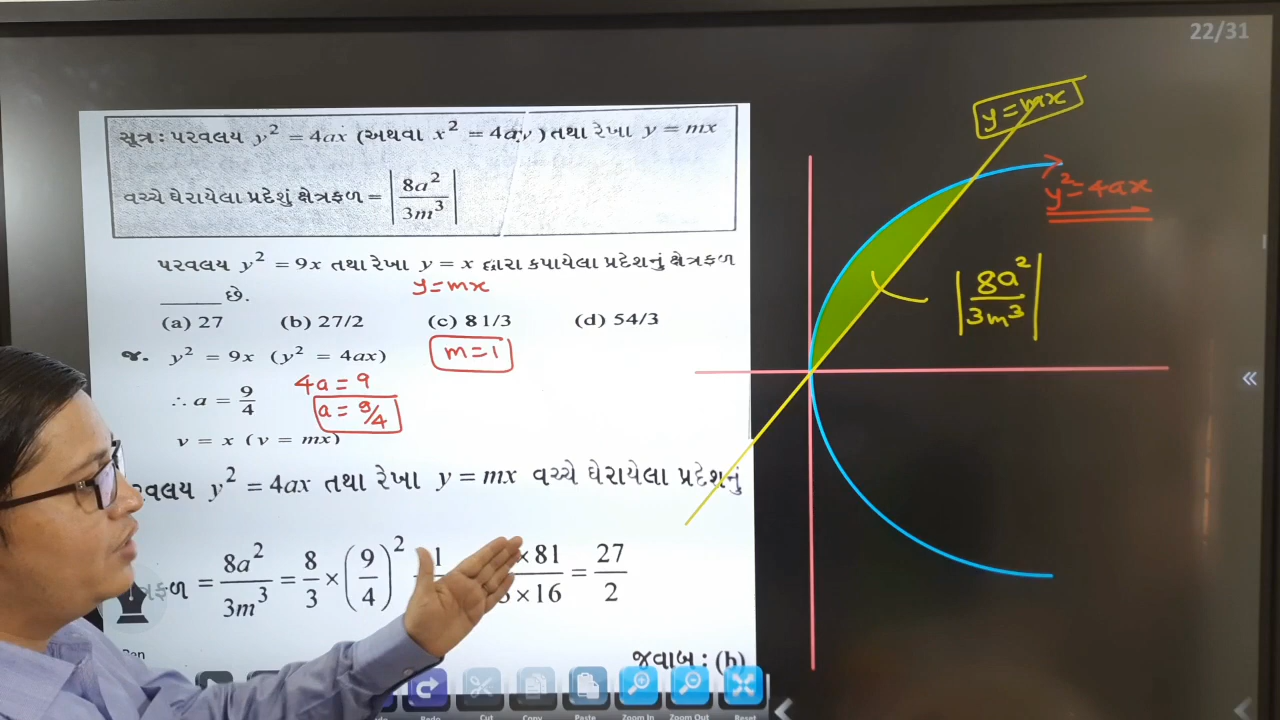 22/31
સૂત્ર: પરવલય y² = 4ax (અથવા x² = 4ay) તથા રેખા y = mx
વચ્ચે ઘેરાયેલા પ્રદેશું ક્ષેત્રફળ = |8a²/3m³|
પરવલય y² = 9x તથા રેખા y = x દ્વારા કપાયેલા પ્રદેશનું ક્ષેત્રફળ
y = mx
______ છે.
(a) 27 (b) 27/2 (c) 81/3 (d) 54/3
જ. y² = 9x (y² = 4ax)
m = 1
4a = 9
∴ a = 9/4
a = 9/4
y = x (y = mx)
y² = 4ax તથા રેખા y = mx વચ્ચે ઘેરાયેલા પ્રદેશનું
= 8a²/3m³ = 8/3 × (9/4)² × 81 / × 16 = 27/2
જવાબ : (b)
y = mx
y² = 4ax
|8a²/3m³|
Pen
Redo Cut Copy Paste Zoom In Zoom Out Reset